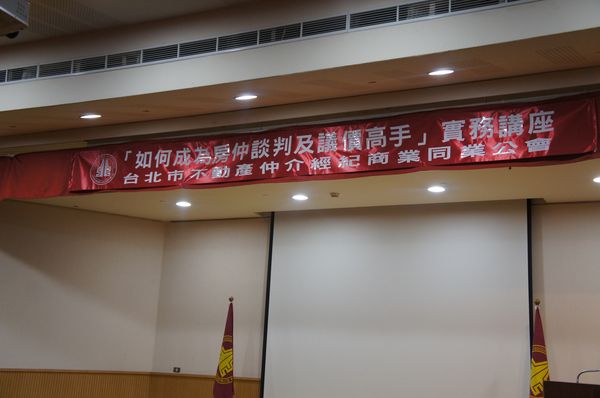 「如何成為房仲談判及議價高手」實務講座
台北市不動產仲介經紀商業同業公會